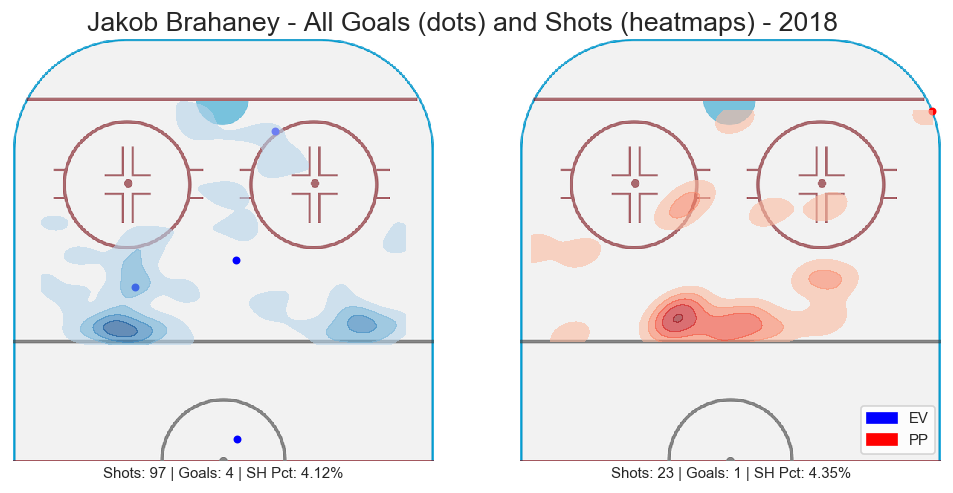 Jakob Brahaney - All Goals (dots) and Shots (heatmaps) - 2018
EV
PP
Shots: 97 | Goals: 4 | SH Pct: 4.12%
Shots: 23 | Goals: 1 | SH Pct: 4.35%